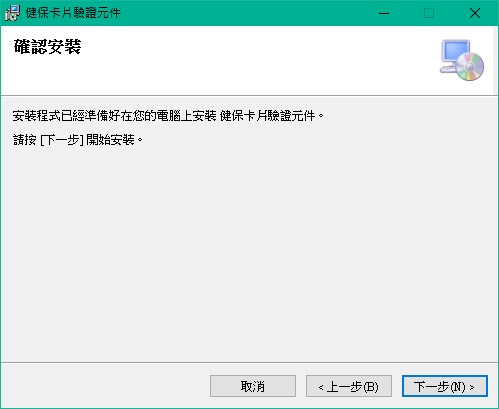 健保卡片驗證元件
確認安裝
安裝程式已經準備好在您的電腦上安裝 健保卡片驗證元件。
請按 [下一步] 開始安裝。
取消
< 上一步(B)
下一步(N) >